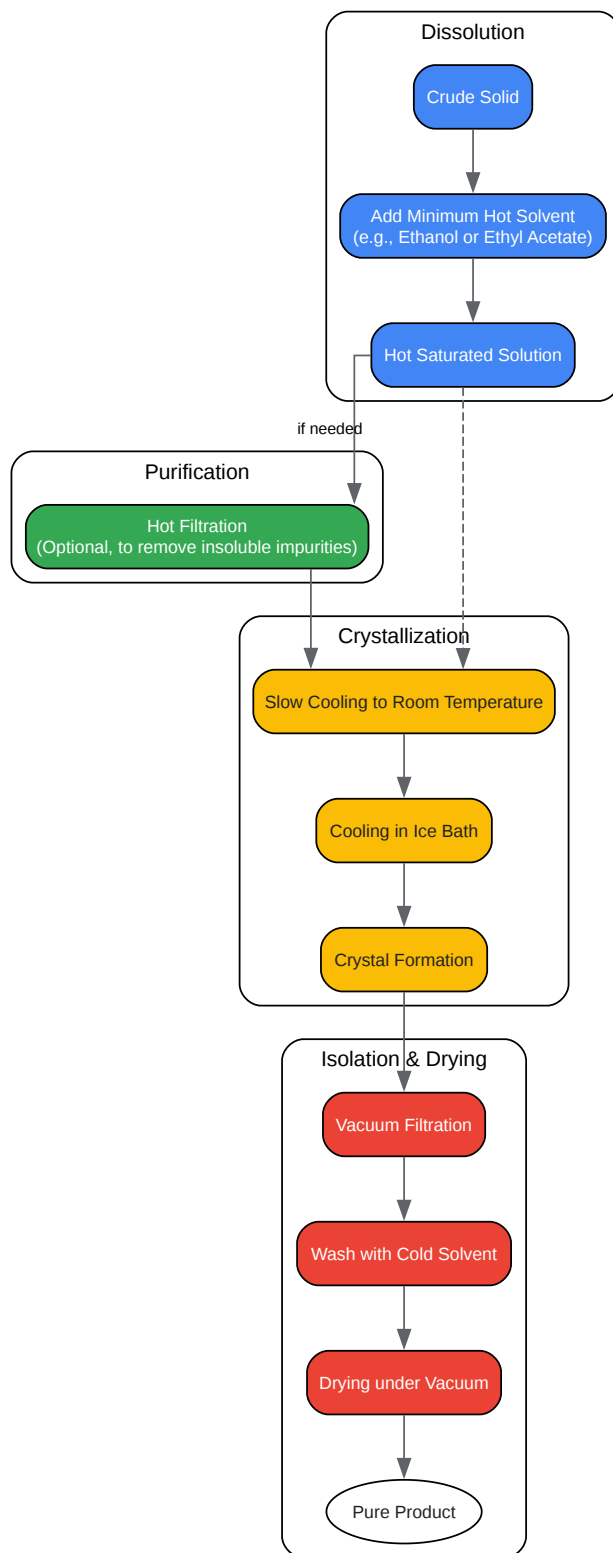 Dissolution
Crude Solid
Add Minimum Hot Solvent
(e.g., Ethanol or Ethyl Acetate)
Hot Saturated Solution
if needed
Purification
Hot Filtration
(Optional, to remove insoluble impurities)
Crystallization
Slow Cooling to Room Temperature
Cooling in Ice Bath
Crystal Formation
Isolation & Drying
Vacuum Filtration
Wash with Cold Solvent
Drying under Vacuum
Pure Product